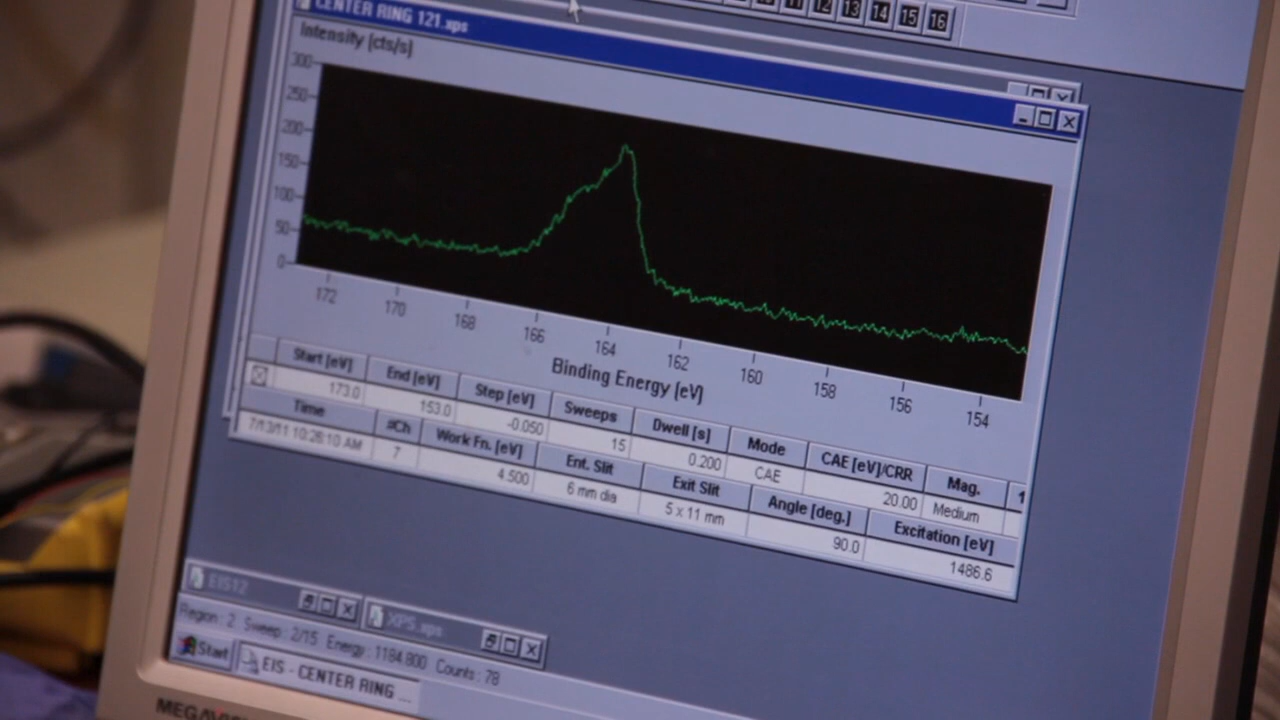 12 13 14 15 16
CENTER RING 121.xps
Intensity [cts/s]
300
250
200
150
100
50
0
172 170 168 166 164 162 160 158 156 154
Binding Energy (eV)
Start [eV] End [eV] Step [eV] Sweeps Dwell [s] Mode CAE [eV]/CRR Mag.
173.0 153.0 -0.050 15 0.200 CAE 20.00 Medium
Time #Ch Work Fn. [eV] Ent. Slit Exit Slit Angle [deg.] Excitation [eV]
7/13/11 10:26:10 AM 7 4.500 6 mm dia 5 x 11 mm 90.0 1486.6
EIS12 XPS.xps
Region: 2 Sweep: 2/15 Energy: 1184.800 Counts: 78
Start EIS - CENTER RING ...